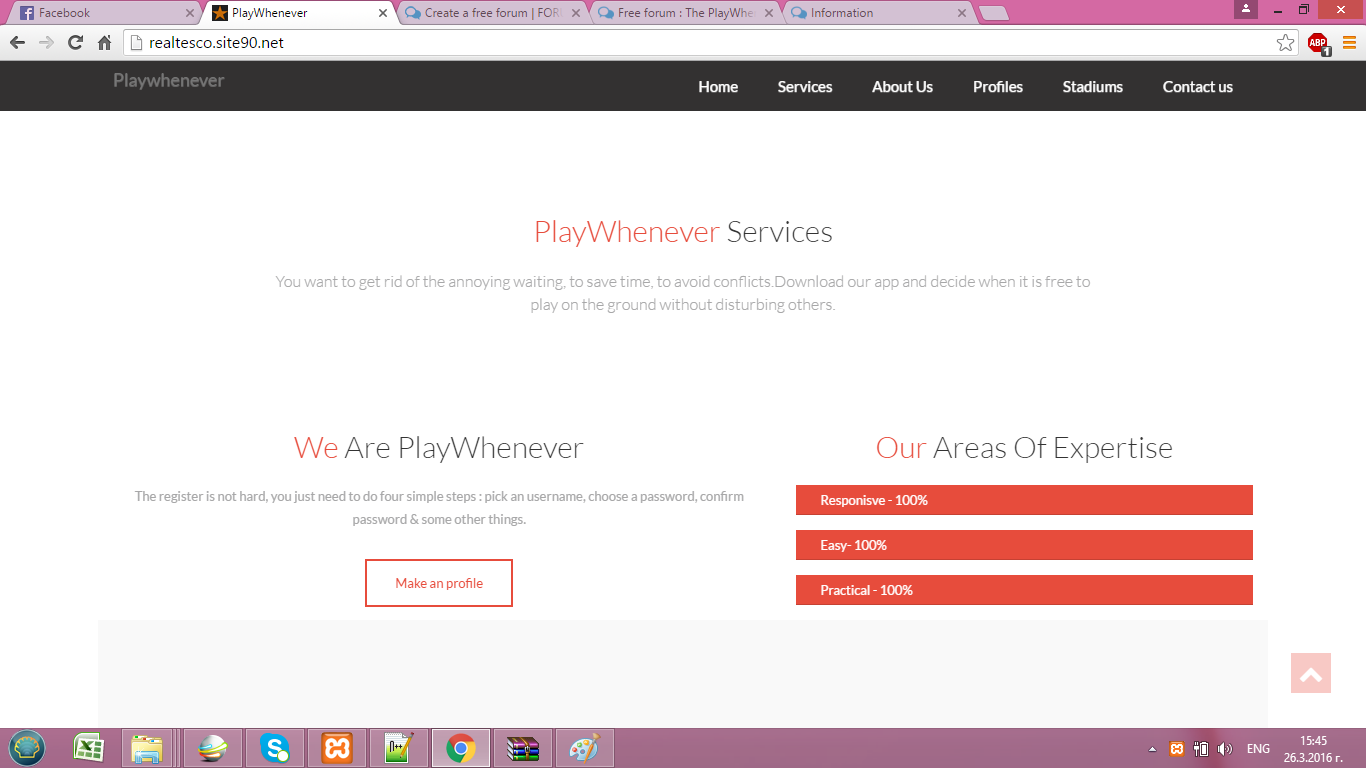 Facebook
PlayWhenever
Create a free forum | FOR
Free forum : The PlayWhe
Information
realtesco.site90.net
ABP
1
Playwhenever
Home
Services
About Us
Profiles
Stadiums
Contact us
PlayWhenever Services
You want to get rid of the annoying waiting, to save time, to avoid conflicts.Download our app and decide when it is free to
play on the ground without disturbing others.
We Are PlayWhenever
The register is not hard, you just need to do four simple steps : pick an username, choose a password, confirm
password & some other things.
Make an profile
Our Areas Of Expertise
Responisve - 100%
Easy- 100%
Practical - 100%
ENG
15:45
26.3.2016 г.